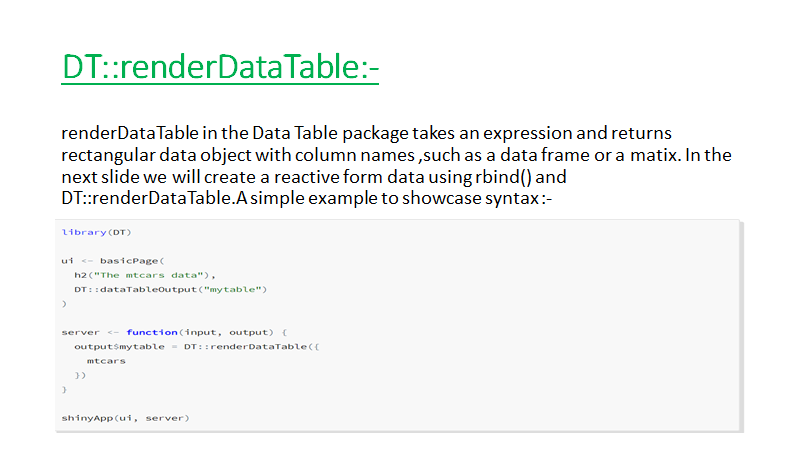 DT::renderDataTable:-
renderDataTable in the Data Table package takes an expression and returns
rectangular data object with column names ,such as a data frame or a matix. In the
next slide we will create a reactive form data using rbind() and
DT::renderDataTable.A simple example to showcase syntax :-
library(DT)
ui <- basicPage(
  h2("The mtcars data"),
  DT::dataTableOutput("mytable")
)
server <- function(input, output) {
  output$mytable = DT::renderDataTable({
    mtcars
  })
}
shinyApp(ui, server)